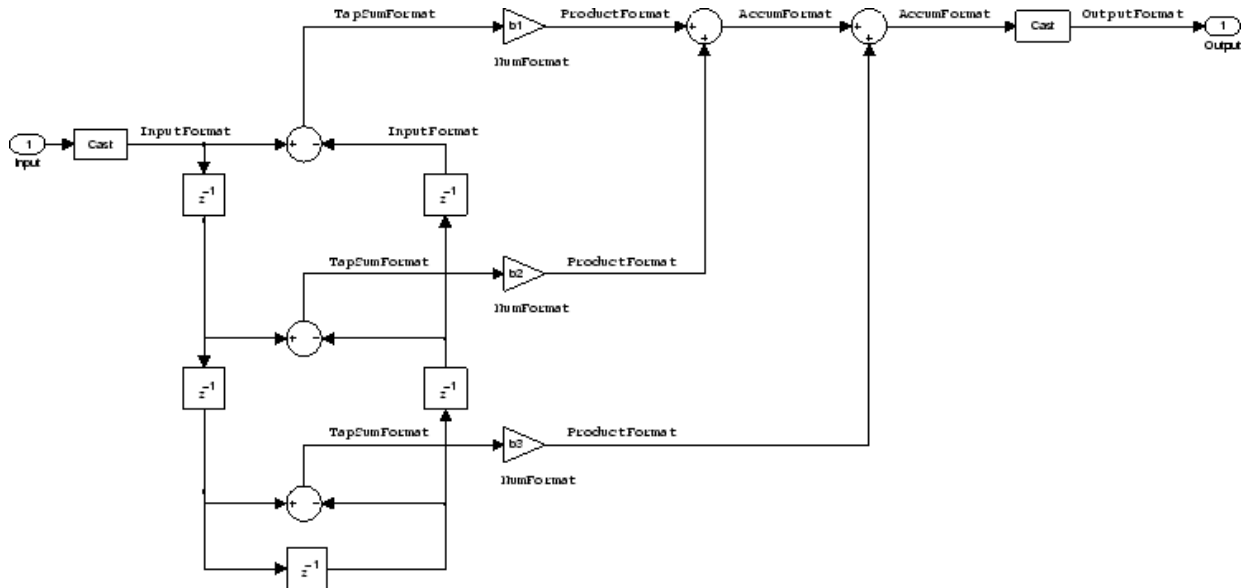 TapSumFormat
b1
ProductFormat
+
+
AccumFormat
+
+
AccumFormat
Cast
OutputFormat
1
Output
NumFormat
1
Input
Cast
InputFormat
+
−
InputFormat
z⁻¹
z⁻¹
TapSumFormat
b2
ProductFormat
NumFormat
+
−
z⁻¹
z⁻¹
TapSumFormat
b3
ProductFormat
NumFormat
+
−
z⁻¹